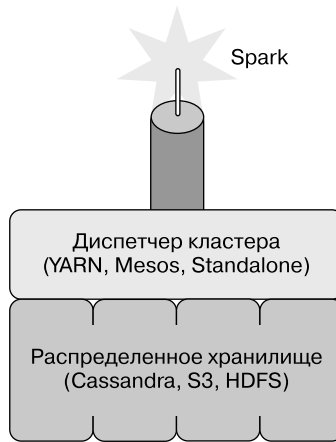 Spark
Диспетчер кластера
(YARN, Mesos, Standalone)
Распределенное хранилище
(Cassandra, S3, HDFS)